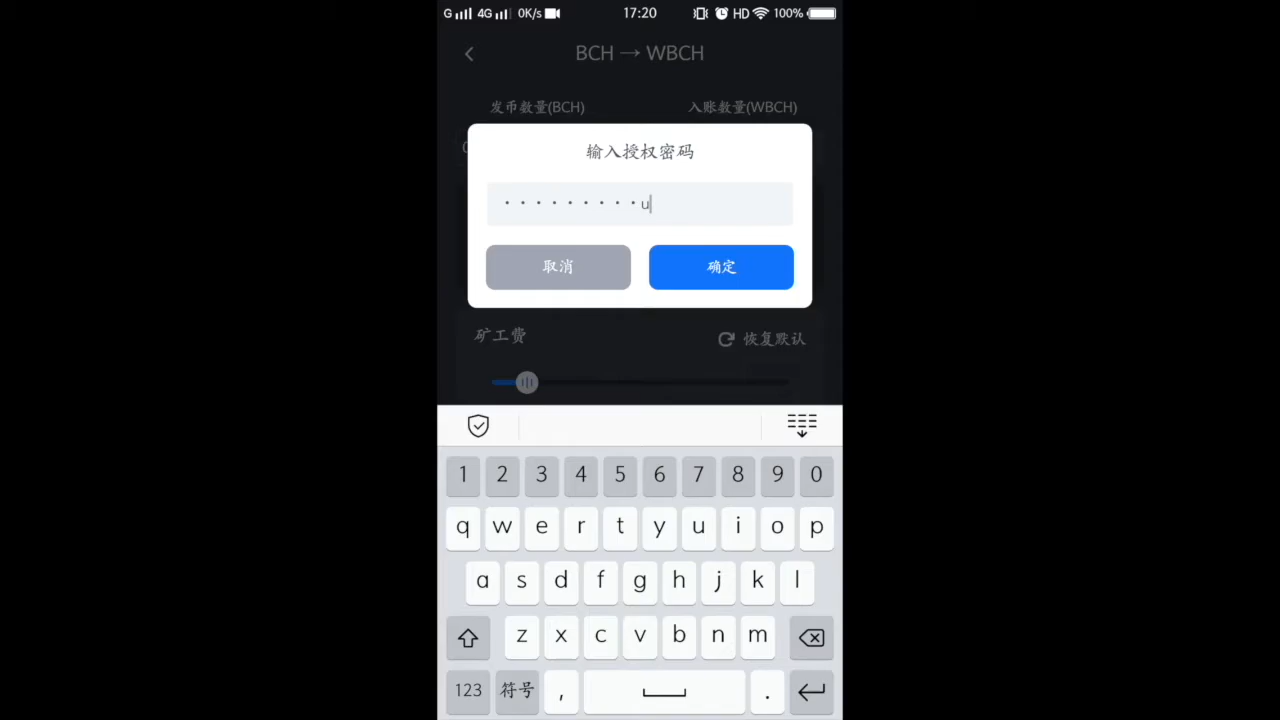 G 4G 0K/s 17:20 HD 100%
BCH → WBCH
发币数量(BCH) 入账数量(WBCH)
输入授权密码
·········u
取消 确定
矿工费 恢复默认
1 2 3 4 5 6 7 8 9 0
q w e r t y u i o p
a s d f g h j k l
z x c v b n m
123 符号 , .